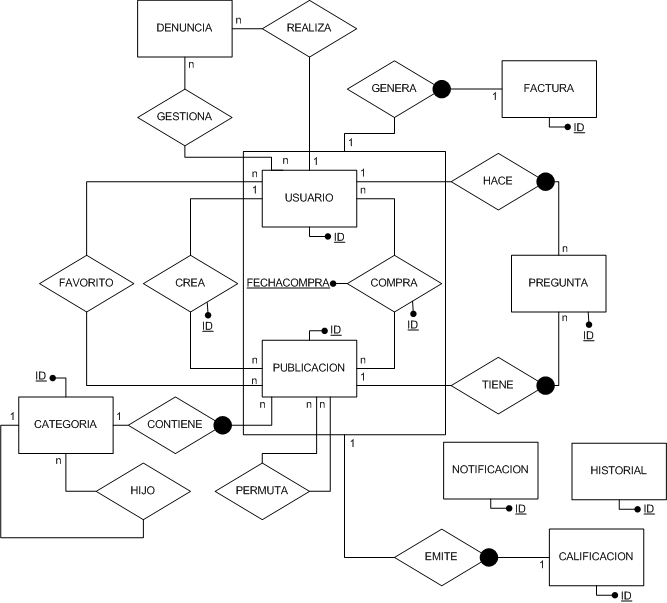 DENUNCIA
n
REALIZA
n
GENERA
1
FACTURA
ID
GESTIONA
1
n
1
n
1
USUARIO
1
n
ID
HACE
n
FAVORITO
CREA
ID
FECHACOMPRA
COMPRA
ID
PREGUNTA
n
ID
ID
n
n
PUBLICACION
n
1
n
n
n
TIENE
ID
1
CATEGORIA
1
n
CONTIENE
HIJO
PERMUTA
1
NOTIFICACION
ID
HISTORIAL
ID
EMITE
1
CALIFICACION
ID